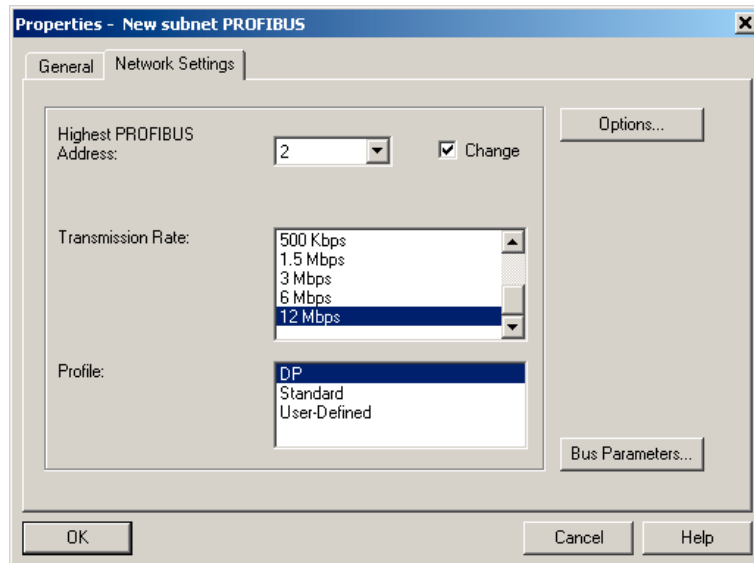 Properties - New subnet PROFIBUS
General
Network Settings
Highest PROFIBUS
Address:
2
Change
Options...
Transmission Rate:
500 Kbps
1.5 Mbps
3 Mbps
6 Mbps
12 Mbps
Profile:
DP
Standard
User-Defined
Bus Parameters...
OK
Cancel
Help